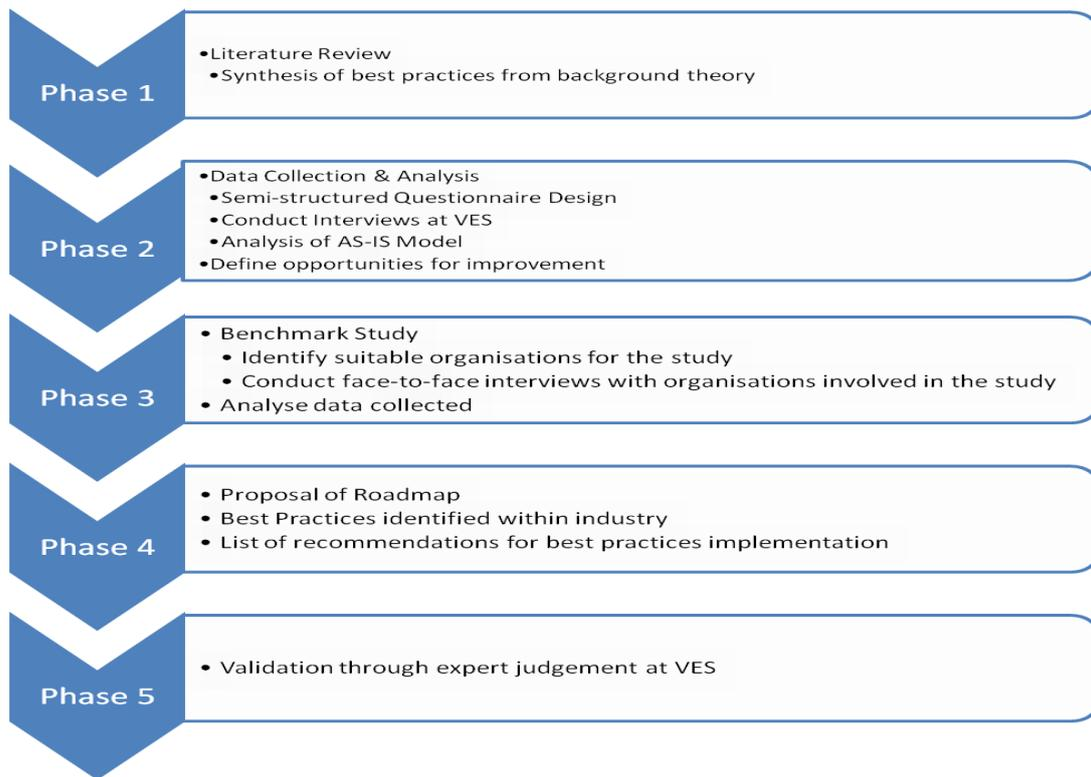 Phase 1
•Literature Review
•Synthesis of best practices from background theory
Phase 2
•Data Collection & Analysis
•Semi-structured Questionnaire Design
•Conduct Interviews at VES
•Analysis of AS-IS Model
•Define opportunities for improvement
Phase 3
• Benchmark Study
• Identify suitable organisations for the study
• Conduct face-to-face interviews with organisations involved in the study
• Analyse data collected
Phase 4
• Proposal of Roadmap
• Best Practices identified within industry
• List of recommendations for best practices implementation
Phase 5
• Validation through expert judgement at VES